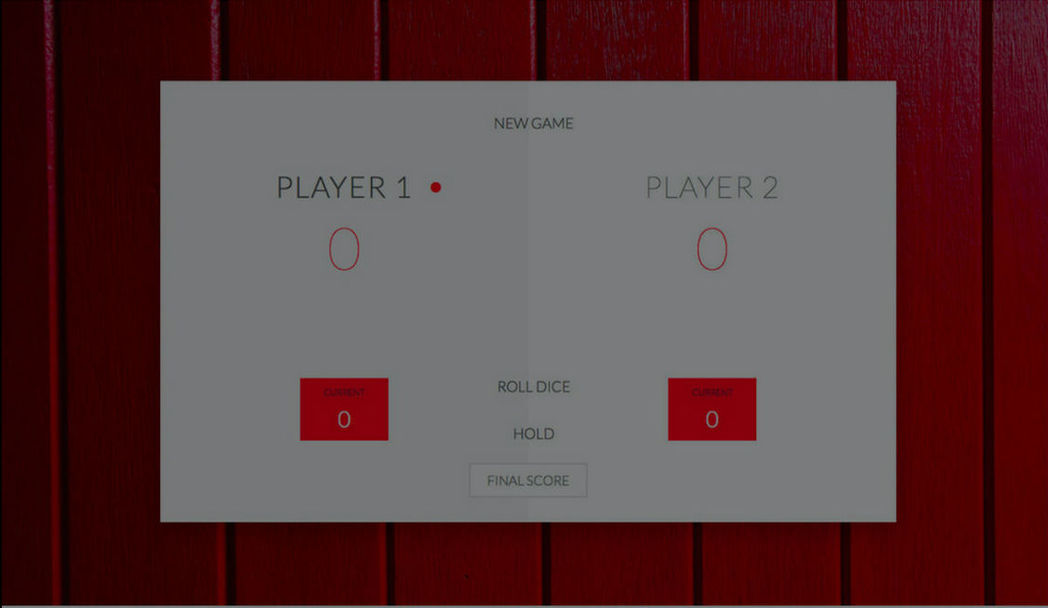 NEW GAME
PLAYER 1
PLAYER 2
0
0
CURRENT
0
ROLL DICE
HOLD
FINAL SCORE
CURRENT
0